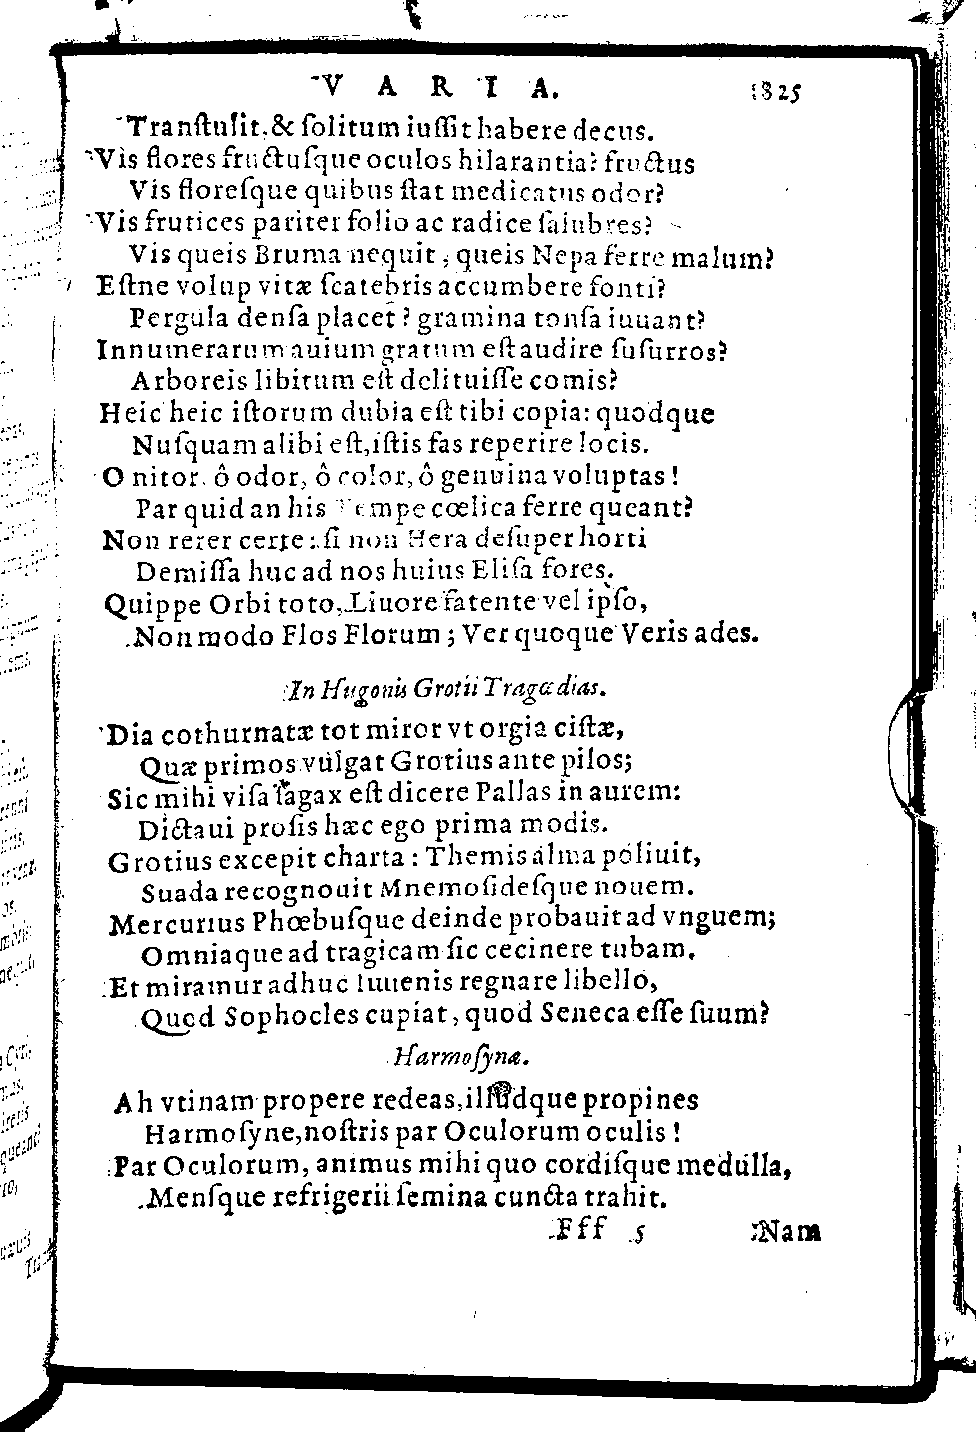 VARIA. 825
Tranſtulit, & ſolitum iuſſit habere decus.
Vis flores fructuſque oculos hilarantia? fructus
Vis floreſque quibus ſtat medicatus odor?
Vis frutices pariter folio ac radice ſalubres?
Vis queis Bruma nequit, queis Nepa ferre malum?
Eſtne volup vitæ ſcatebris accumbere fonti?
Pergula denſa placet? gramina tonſa iuuant?
Innumerarum auium gratum eſt audire ſuſurros?
Arboreis libitum eſt delituiſſe comis?
Heic heic iſtorum dubia eſt tibi copia: quodque
Nuſquam alibi eſt, iſtis fas reperire locis.
O nitor, ô odor, ô color, ô genuina voluptas!
Par quid an his Tempe cœlica ferre queant?
Non reier certe: ſi non Hera deſuper horti
Demiſſa huc ad nos huius Eliſa fores.
Quippe Orbi toto, Liuore fatente vel ipſo,
Non modo Flos Florum; Ver quoque Veris ades.
In Hugonis Grotii Tragœdias.
Dia cothurnatæ tot miror vt orgia ciſtæ,
Quæ primos vulgat Grotius ante pilos;
Sic mihi viſa ſagax eſt dicere Pallas in aurem:
Dictaui proſis hæc ego prima modis.
Grotius excepit charta: Themis alma poliuit,
Suada recognouit Mnemoſideſque nouem.
Mercurius Phœbuſque deinde probauit ad vnguem;
Omniaque ad tragicam ſic cecinere tubam.
Et miramur adhuc Iuuenis regnare libello,
Quod Sophocles cupiat, quod Seneca eſſe ſuum?
Harmoſynæ.
Ah vtinam propere redeas, illudque propines
Harmoſyne, noſtris par Oculorum oculis!
Par Oculorum, animus mihi quo cordiſque medulla,
Menſque refrigerii ſemina cuncta trahit.
Fff 5 Nam